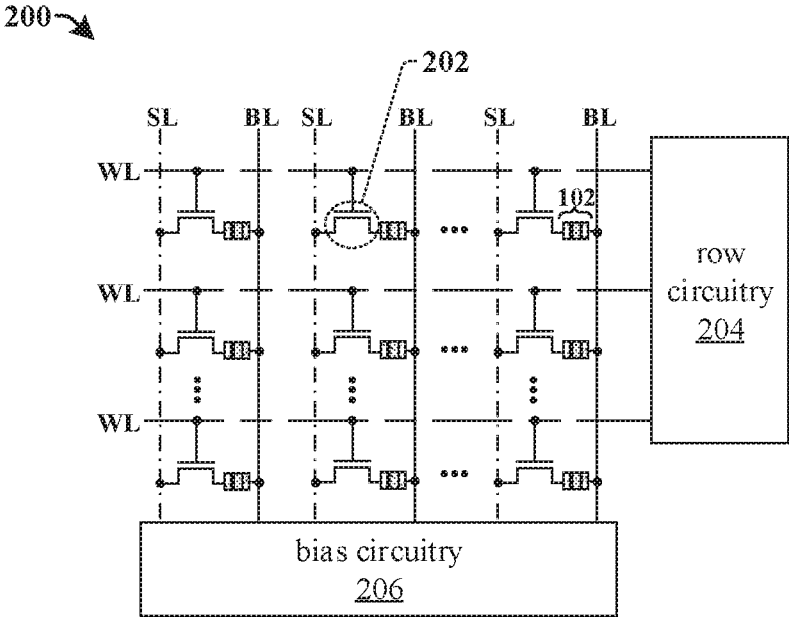 200
202
SL BL SL BL SL BL
WL
102
row
circuitry
204
WL
WL
bias circuitry
206